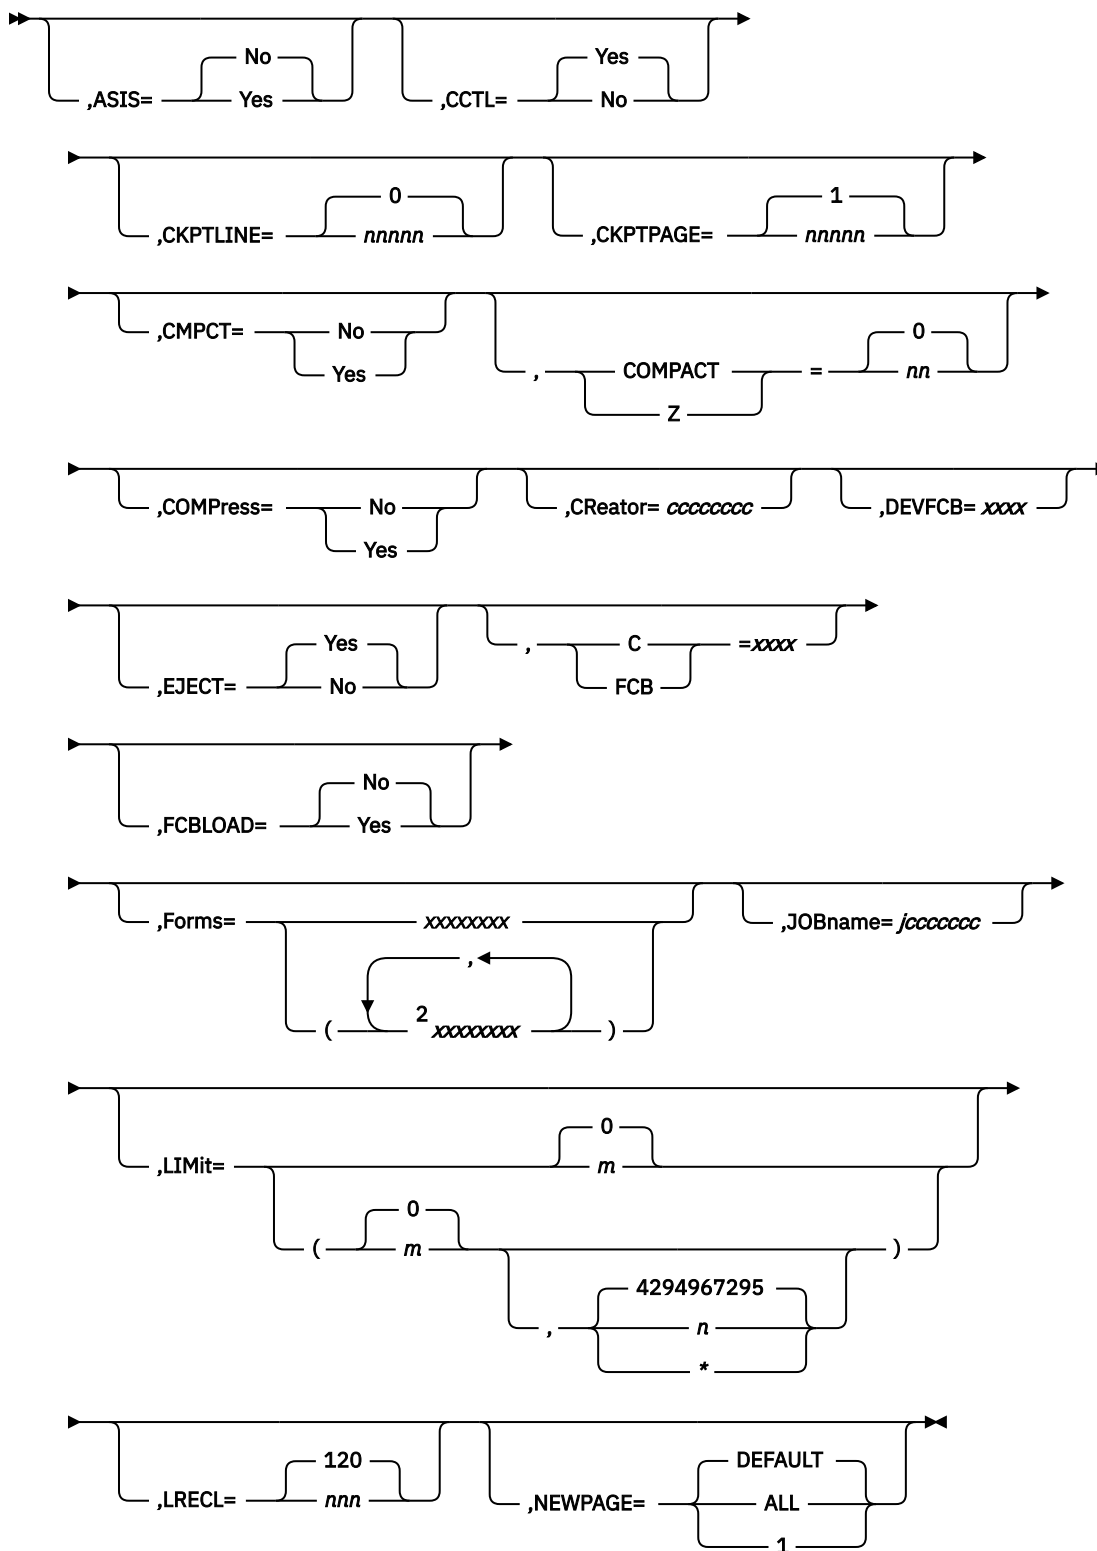 No
,ASIS= Yes
Yes
,CCTL= No
0
,CKPTLINE= nnnnn
1
,CKPTPAGE= nnnnn
,CMPCT= No
Yes
0
, COMPACT = nn
Z
,COMPress= No
Yes
,CReator= cccccccc
,DEVFCB= xxxx
Yes
,EJECT= No
, C =xxxx
FCB
No
,FCBLOAD= Yes
,Forms= xxxxxxxx
,
( 2 xxxxxxxx )
,JOBname= jccccccc
0
,LIMit= m
0
( m )
4294967295
, n
*
120
,LRECL= nnn
DEFAULT
,NEWPAGE= ALL
1